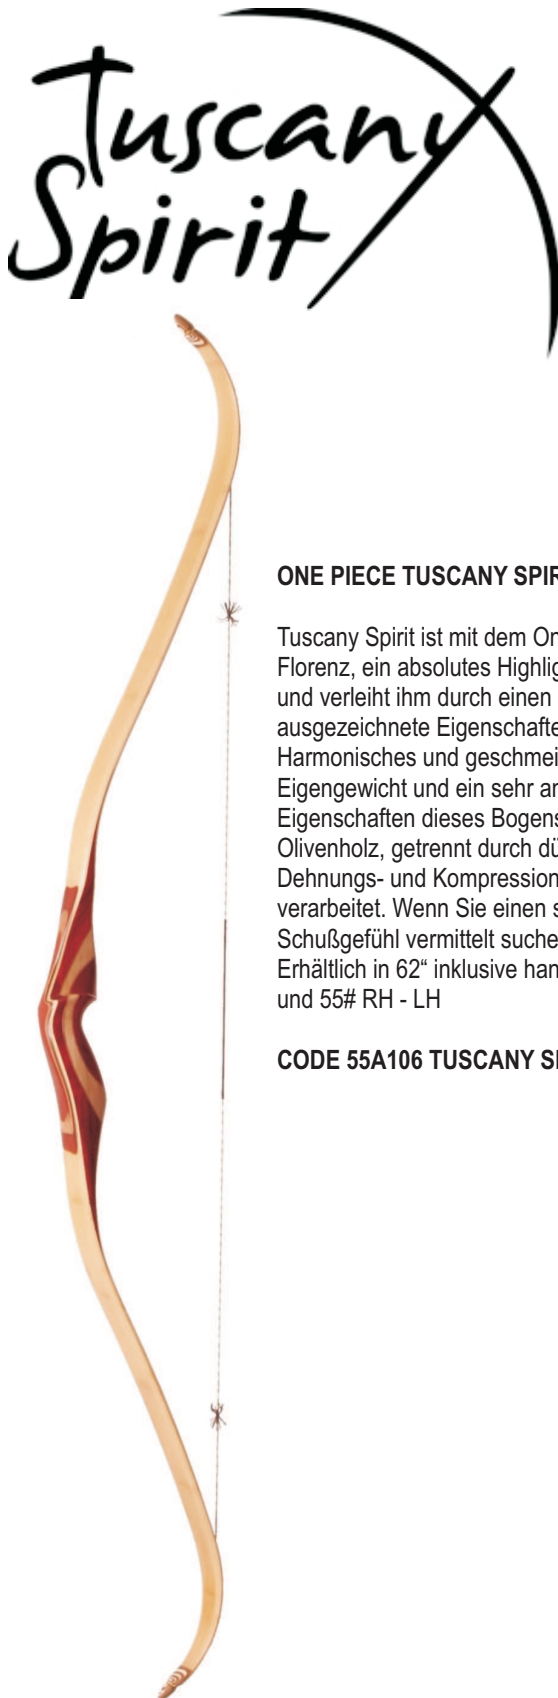 Tuscany
Spirit
ONE PIECE TUSCANY SPIR
Tuscany Spirit ist mit dem On
Florenz, ein absolutes Highlig
und verleiht ihm durch einen
ausgezeichnete Eigenschafte
Harmonisches und geschmei
Eigengewicht und ein sehr an
Eigenschaften dieses Bogens
Olivenholz, getrennt durch dü
Dehnungs- und Kompression
verarbeitet. Wenn Sie einen s
Schußgefühl vermittelt suche
Erhältlich in 62“ inklusive han
und 55# RH - LH
CODE 55A106 TUSCANY S